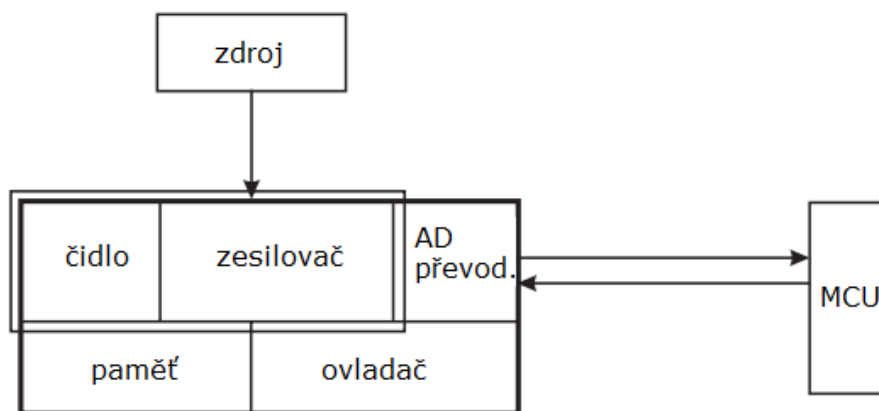 zdroj
čidlo
zesilovač
AD
převod.
MCU
paměť
ovladač